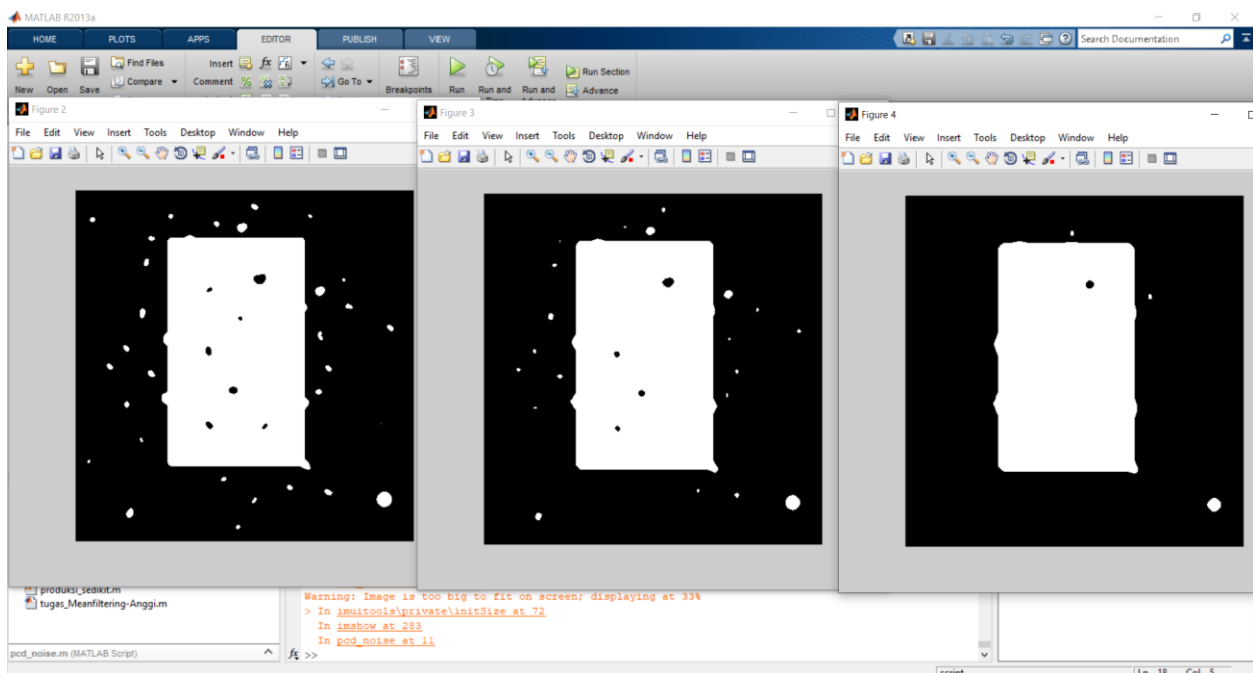 MATLAB R2013a
HOME PLOTS APPS EDITOR PUBLISH VIEW
Search Documentation
Find Files
Insert
fx
Compare
Comment
%
Go To
Run Section
Advance
New Open Save
Breakpoints
Run
Run and
Run and
Figure 2
File Edit View Insert Tools Desktop Window Help
Figure 3
File Edit View Insert Tools Desktop Window Help
Figure 4
File Edit View Insert Tools Desktop Window Help
produksi_sedikit.m
tugas_Meanfiltering-Anggi.m
pcd_noise.m (MATLAB Script)
Warning: Image is too big to fit on screen; displaying at 33%
> In imuitools\private\initSize at 72
In imshow at 283
In pcd_noise at 11
fx >>
script
Ln 18 Col 5